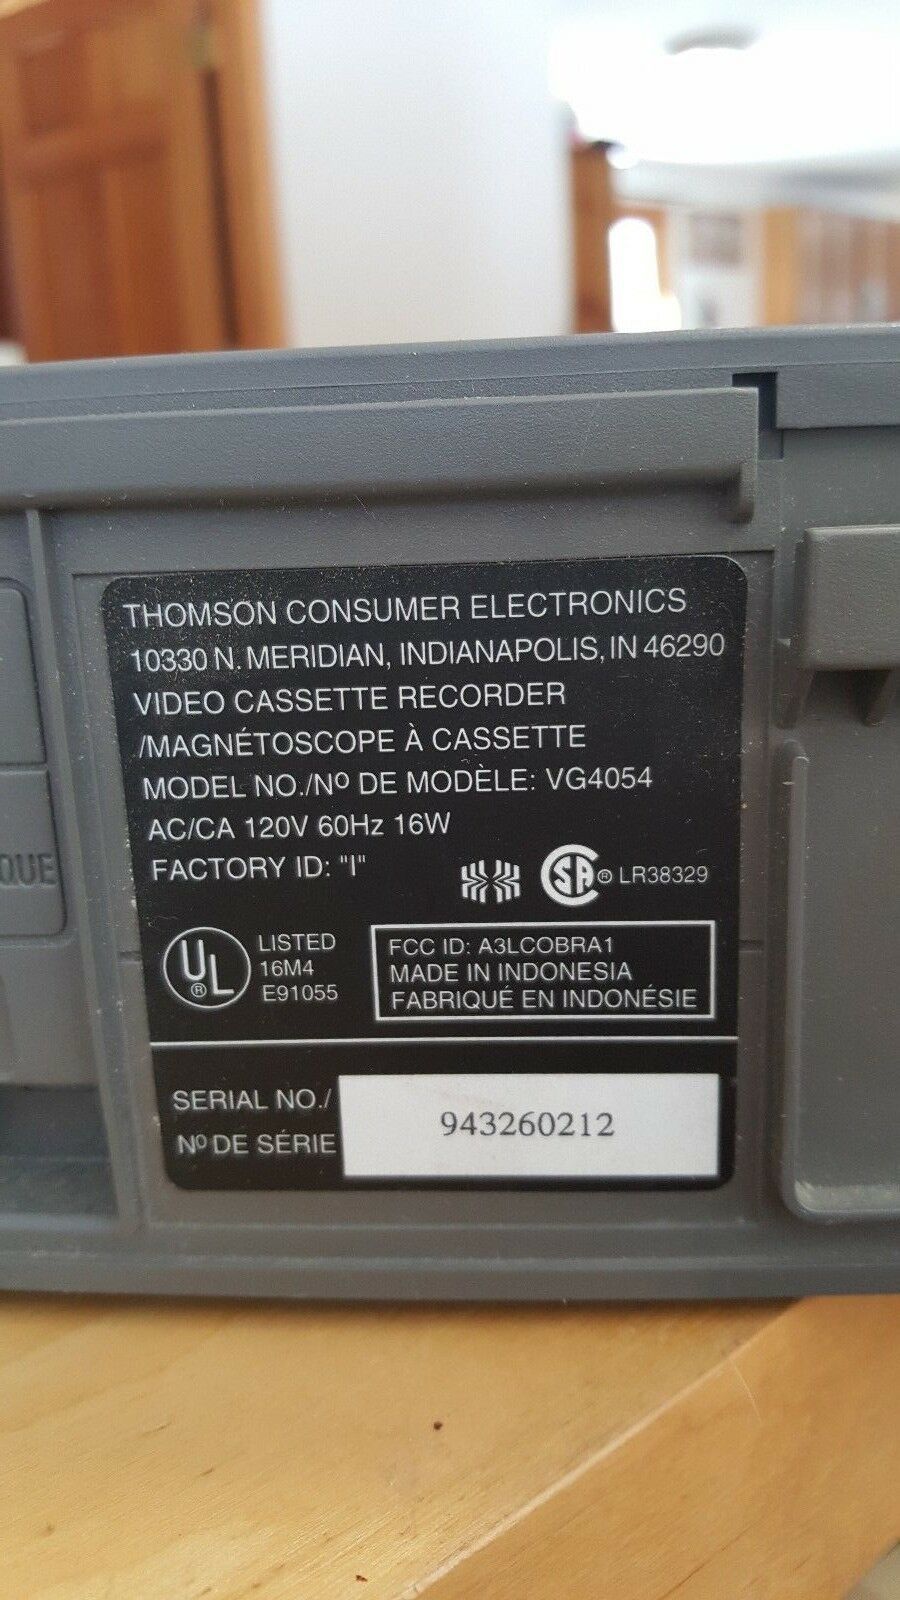 THOMSON CONSUMER ELECTRONICS
10330 N. MERIDIAN, INDIANAPOLIS, IN 46290
VIDEO CASSETTE RECORDER
/MAGNÉTOSCOPE À CASSETTE
MODEL NO./Nº DE MODÈLE: VG4054
AC/CA 120V 60Hz 16W
FACTORY ID: "I"
SA ® LR38329
UL ®
LISTED
16M4
E91055
FCC ID: A3LCOBRA1
MADE IN INDONESIA
FABRIQUÉ EN INDONÉSIE
SERIAL NO./
Nº DE SÉRIE
943260212
QUE